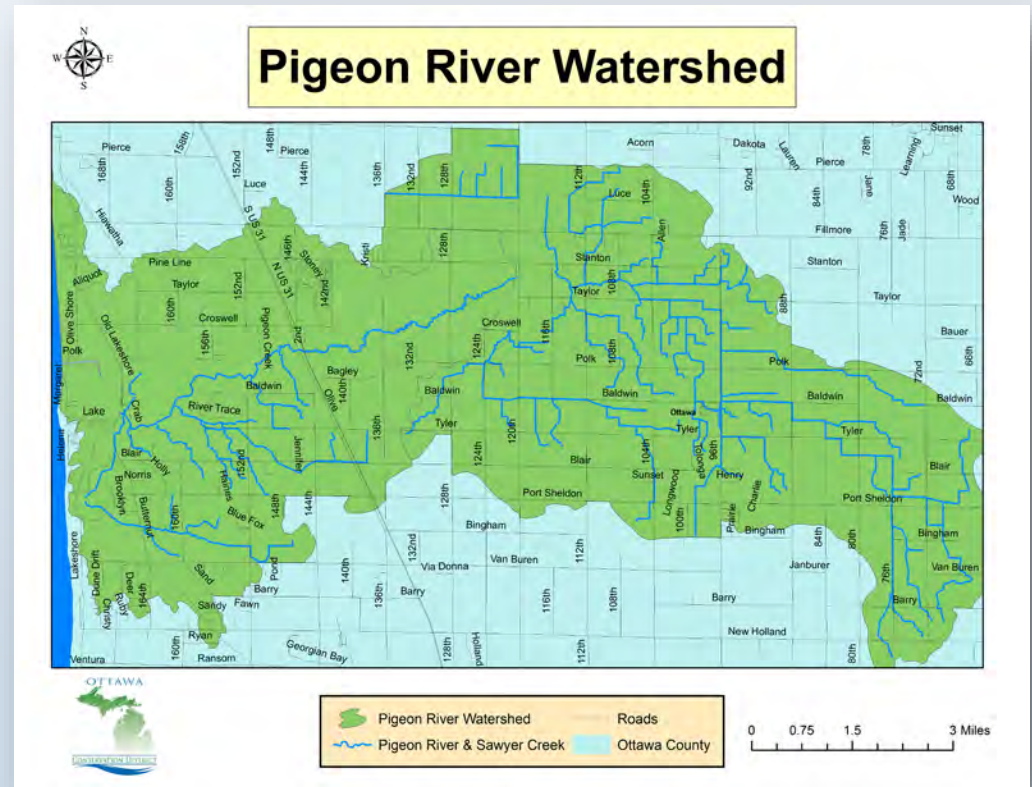 N
W E
S
Pigeon River Watershed
Sunset
Pierce
158th
152nd
148th
Pierce
144th
136th
132nd
128th
112th
Acorn
Dakota
Lauren
Pierce
78th
Leaming
168th
160th
Luce
Luce
104th
92nd
84th
Jane
68th
Wood
Hiawatha
S US 31
146th
Kristi
128th
Allen
Fillmore
76th
Jade
Pine Line
Stoney
Stanton
Stanton
Aliquot
Taylor
152nd
N US 31
142nd
Taylor
108th
Taylor
88th
Olive Shore
160th
Croswell
Croswell
116th
Bauer
Old Lakeshore
156th
Pigeon Creek
2nd
132nd
124th
Polk
108th
Polk
Polk
72nd
66th
Margaret
Bagley
Baldwin
140th
Baldwin
Baldwin
Baldwin
Baldwin
Lake
Crab
River Trace
Olive
136th
Tyler
120th
Ottawa
Tyler
Tyler
Helena
Blair
Holly
152nd
Jennifer
124th
Blair
104th
Tolonga
96th
Blair
Norris
Haines
Sunset
Longwood
Henry
Brooklyn
Butternut
160th
Blue Fox
148th
144th
128th
Port Sheldon
100th
Prairie
Charlie
Port Sheldon
Bingham
Bingham
84th
80th
Bingham
Lakeshore
132nd
Via Donna
Van Buren
112th
Janburer
Van Buren
Dune Drift
Sand
Pond
140th
76th
Deer
164th
Barry
136th
Barry
116th
108th
Barry
Barry
Christy
Ruby
Sandy
Fawn
Ryan
New Holland
Ventura
160th
Ransom
Georgian Bay
128th
Holland
112th
80th
OTTAWA
CONSERVATION DISTRICT
Pigeon River Watershed
Roads
Pigeon River & Sawyer Creek
Ottawa County
0 0.75 1.5 3 Miles